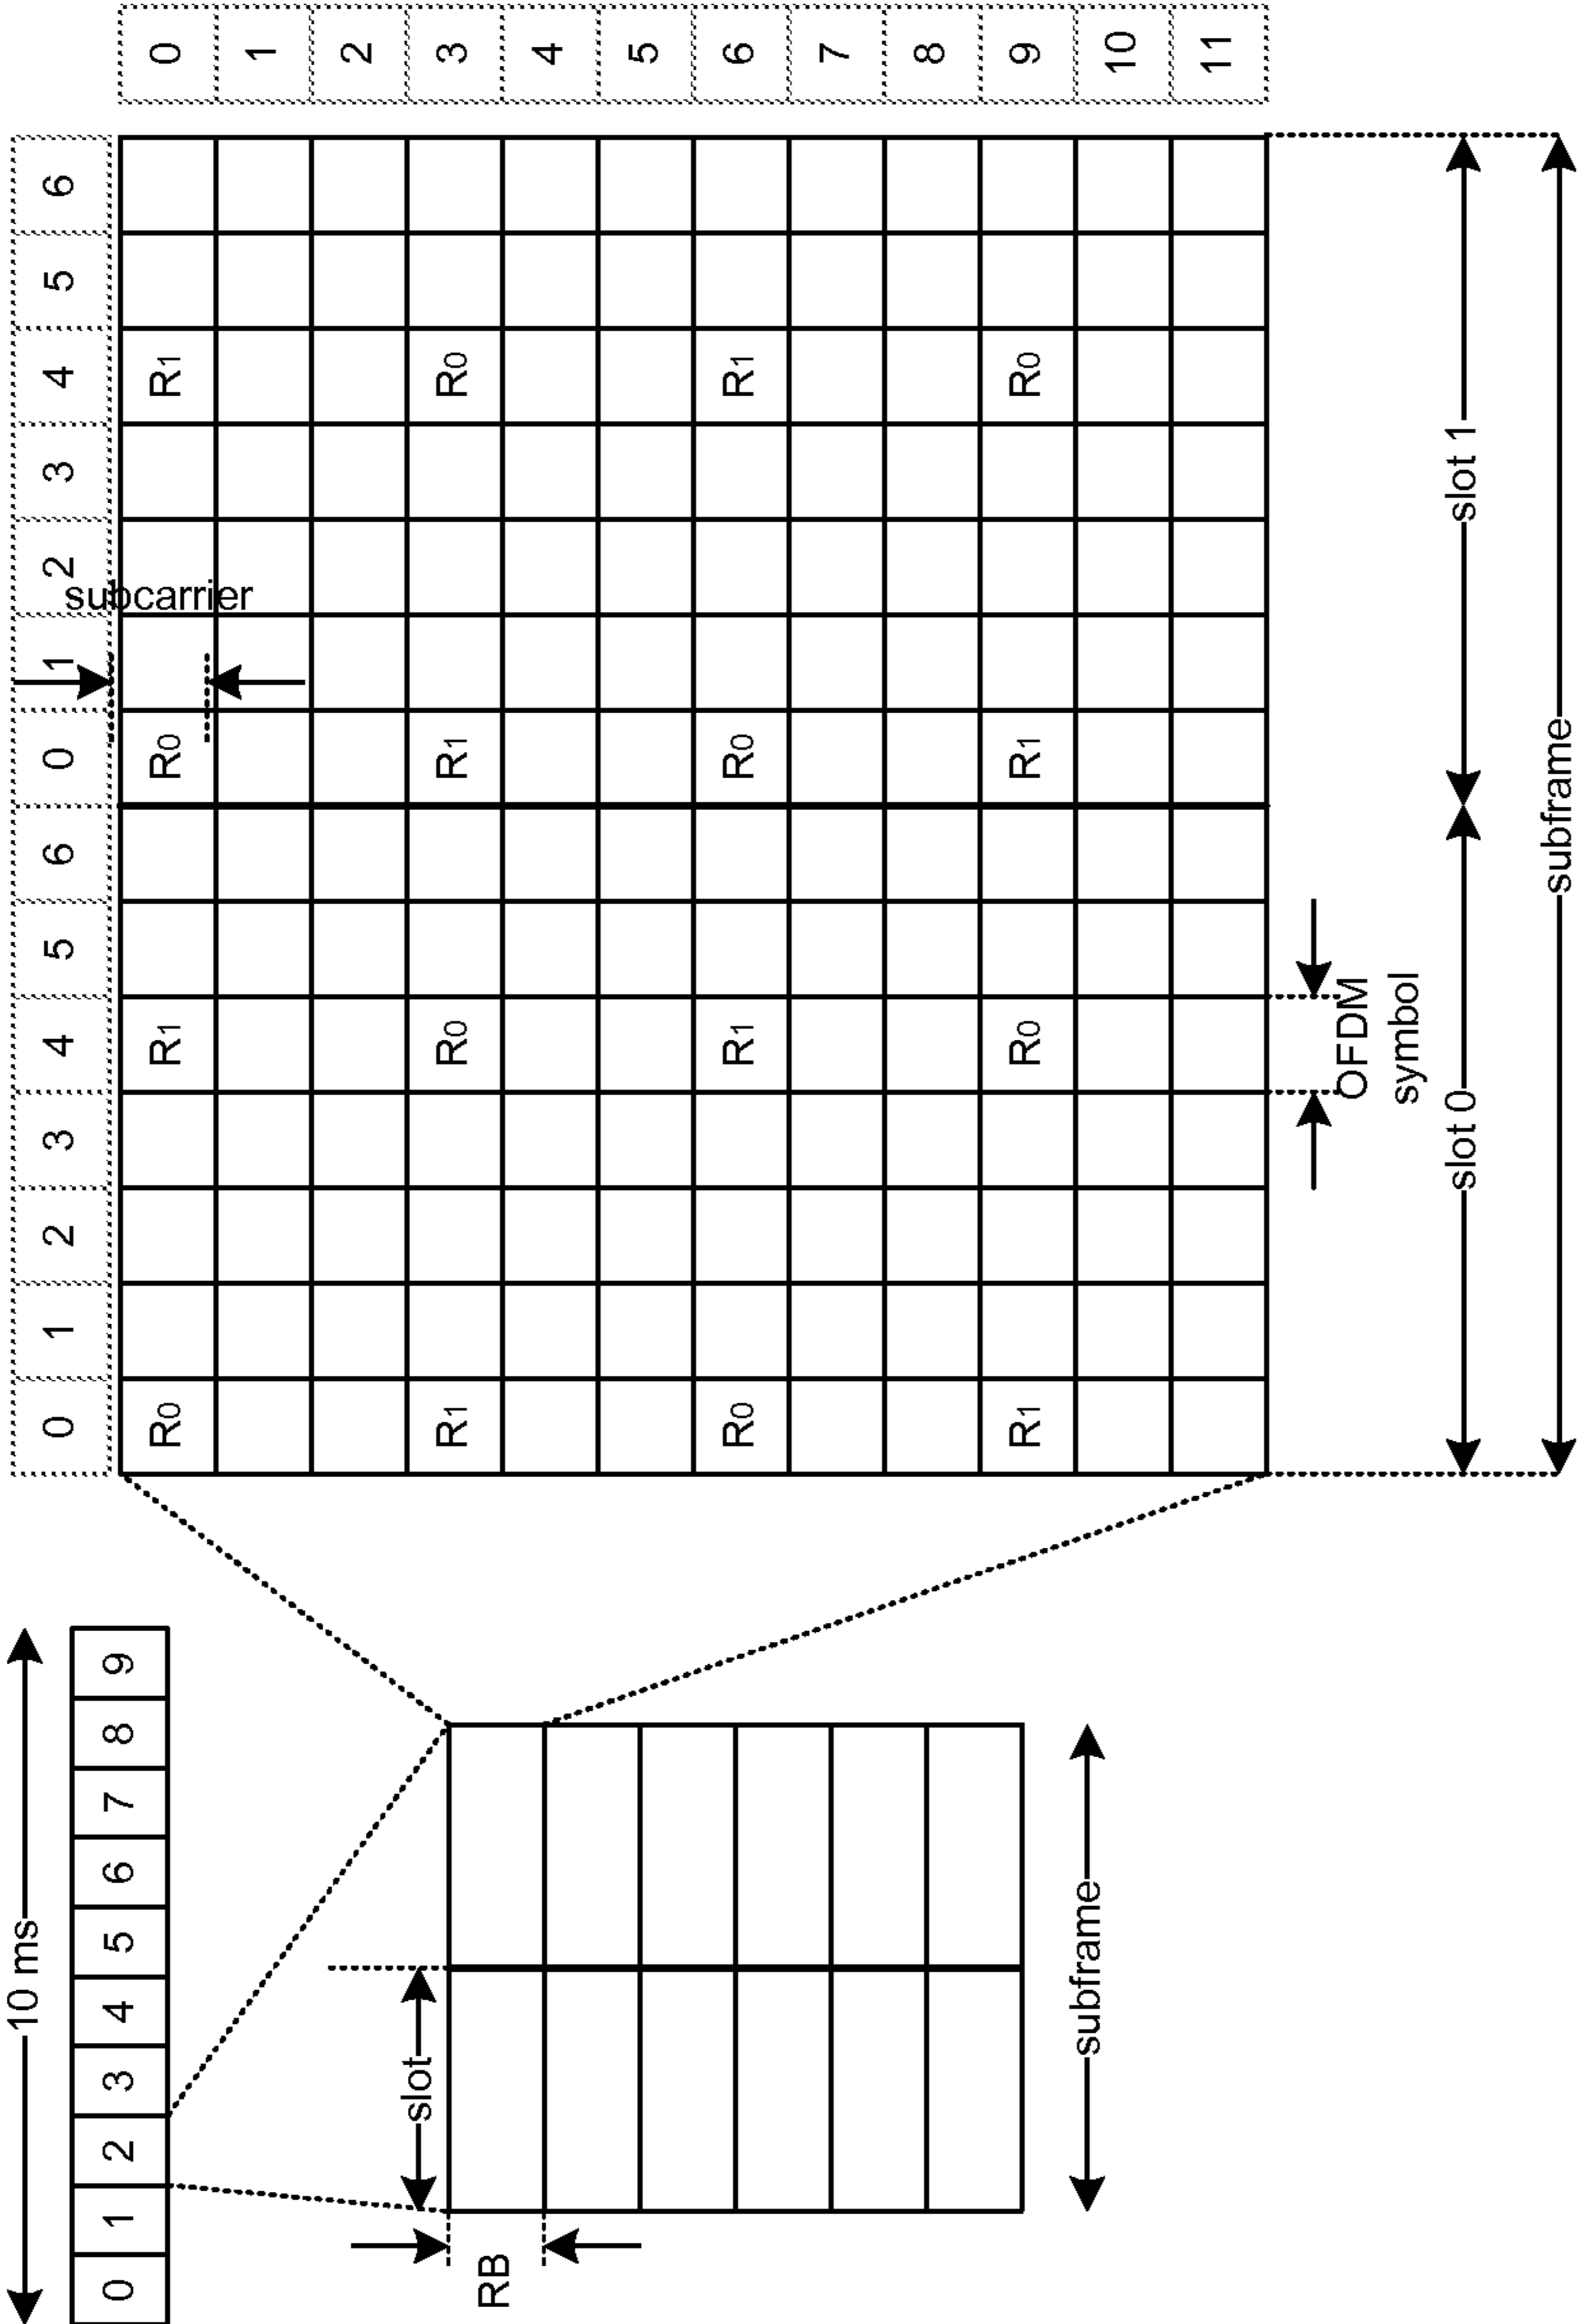 10 ms
0 1 2 3 4 5 6 7 8 9
slot
RB
subframe
0 1 2 3 4 5 6 0 1 2 3 4 5 6
subcarrier
R0 R1 R0 R1 0
1
2
R1 R0 R1 R0 3
4
5
R0 R1 R0 R1 6
7
8
R1 R0 R1 R0 9
10
11
OFDM
symbol
slot 0 slot 1
subframe